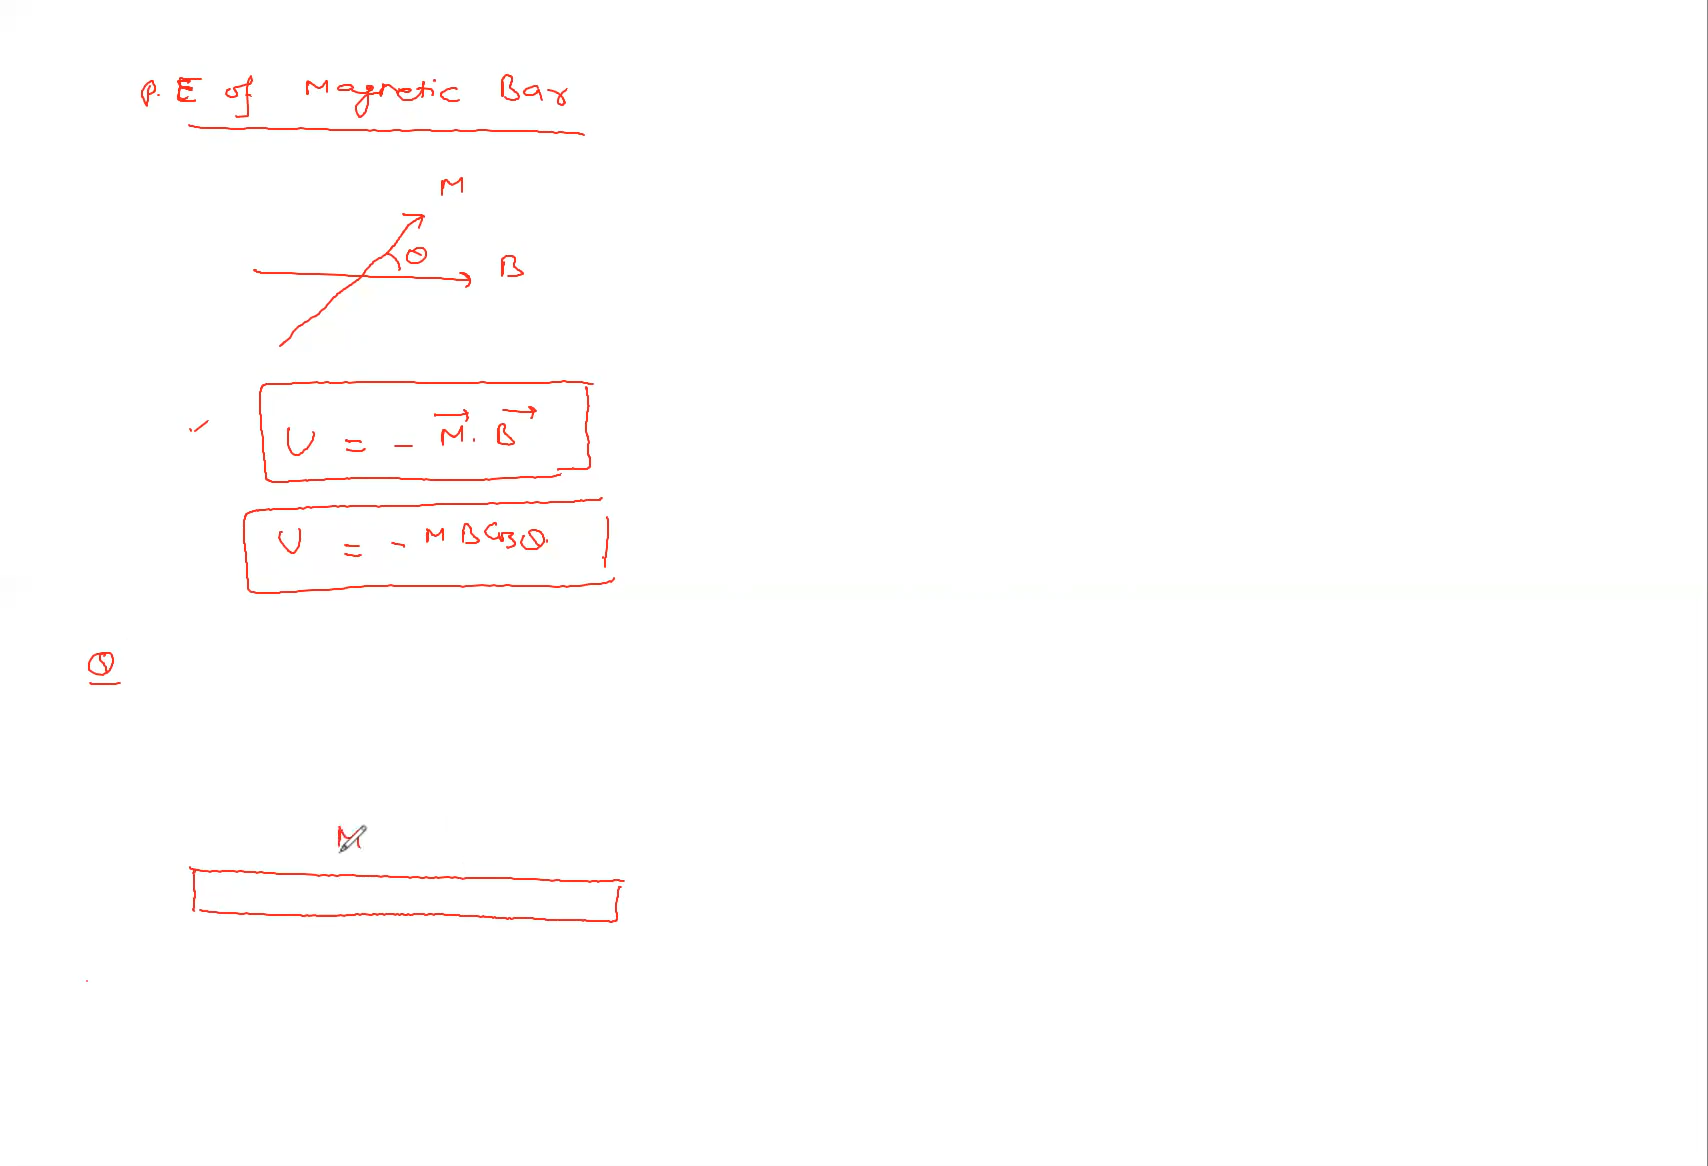 P.E of Magnetic Bar
M
θ
B
U = - M⃗ . B⃗
U = - M B Cosθ.
Q
M